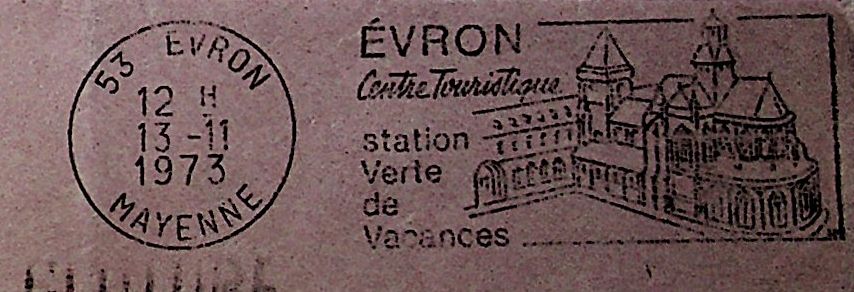 53 EVRON
12 H
13-11
1973
MAYENNE
ÉVRON
Centre Touristique
station
Verte
de
Vacances